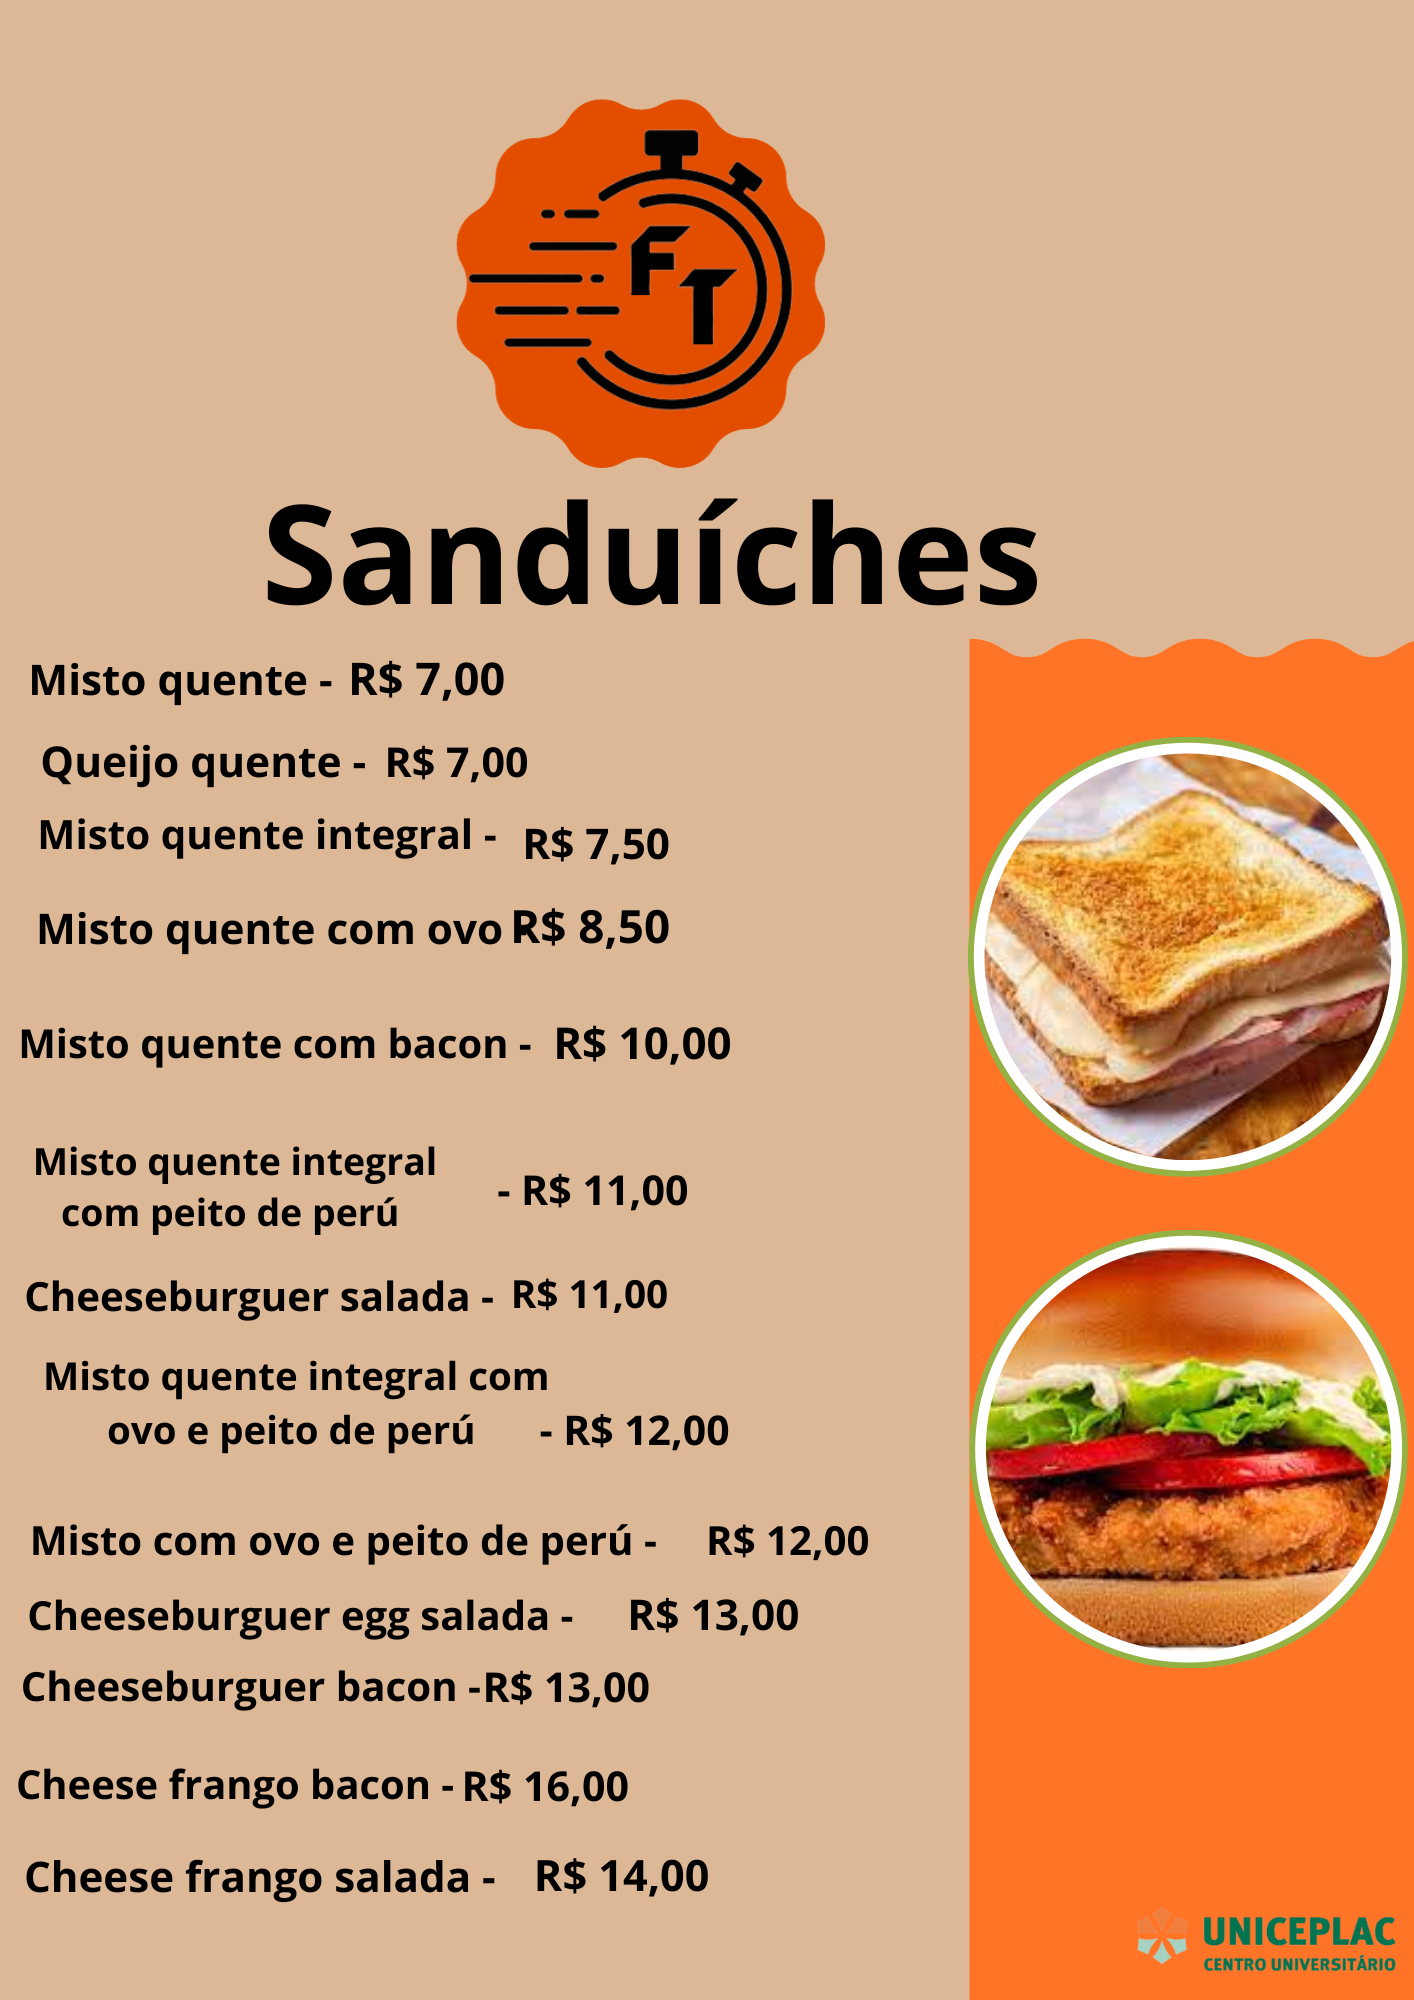 FT
Sanduíches
Misto quente - R$ 7,00
Queijo quente - R$ 7,00
Misto quente integral - R$ 7,50
Misto quente com ovo R$ 8,50
Misto quente com bacon - R$ 10,00
Misto quente integral
com peito de perú - R$ 11,00
Cheeseburguer salada - R$ 11,00
Misto quente integral com
ovo e peito de perú - R$ 12,00
Misto com ovo e peito de perú - R$ 12,00
Cheeseburguer egg salada - R$ 13,00
Cheeseburguer bacon -R$ 13,00
Cheese frango bacon - R$ 16,00
Cheese frango salada - R$ 14,00
UNICEPLAC
CENTRO UNIVERSITÁRIO